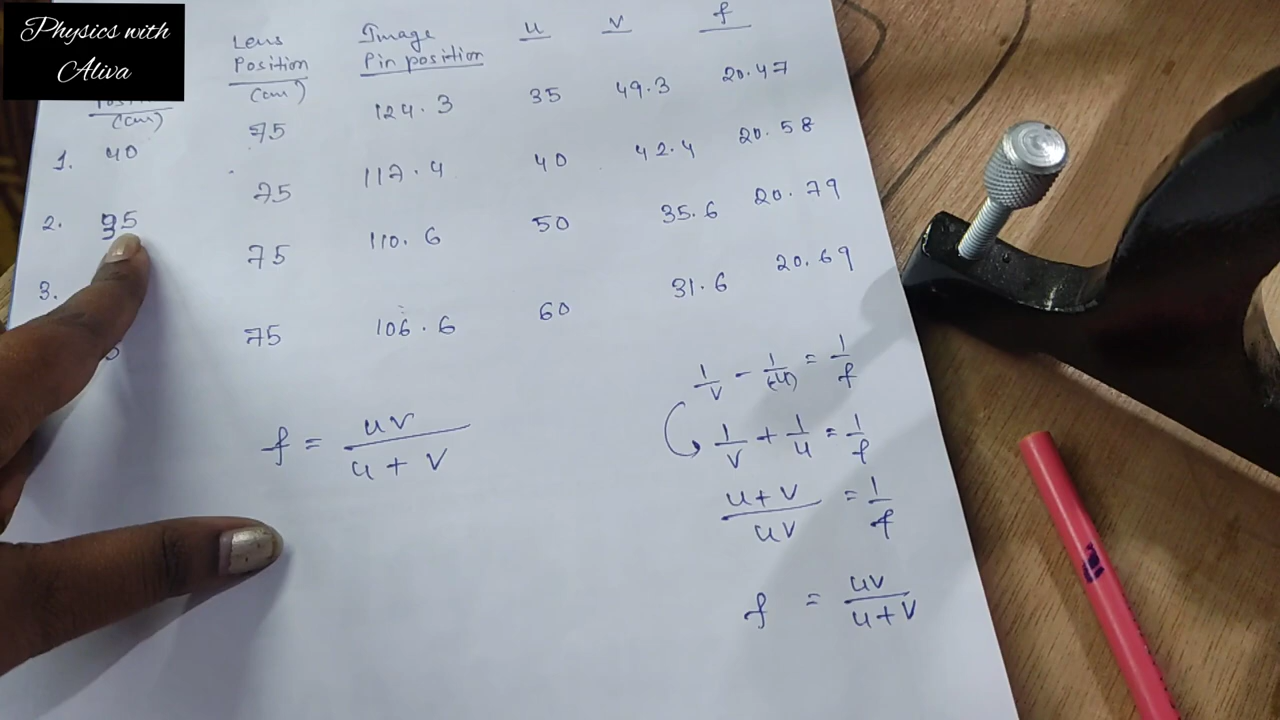 Physics with
Aliva
Lens Position (cm) Image Pin position u v f
(cm)
1. 40 75 124.3 35 49.3 20.47
2. 35 75 117.4 40 42.4 20.58
3. 75 110.6 50 35.6 20.79
75 106.6 60 31.6 20.69
1/v - 1/(-u) = 1/f
f = uv/u + v
1/v + 1/u = 1/f
u + v/uv = 1/f
f = uv/u + v